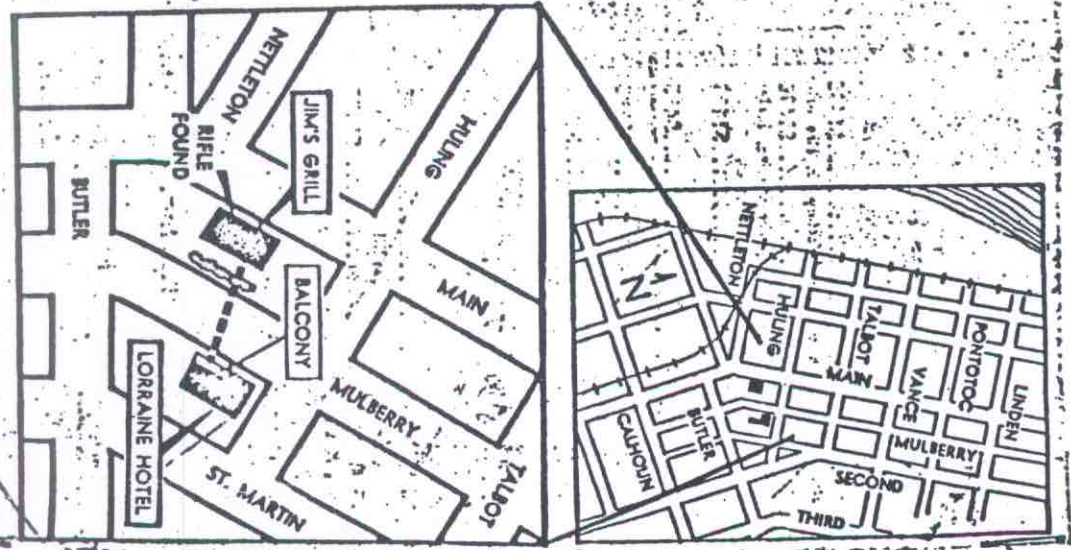 NETTLETON
HULING
JIM'S GRILL
RIFLE
FOUND
BUTLER
MAIN
BALCONY
MULBERRY
LORRAINE HOTEL
ST. MARTIN
TALBOT
NETTLETON
N
HULING
TALBOT
PONTOTOC
LINDEN
MAIN
VANCE
MULBERRY
CALHOUN
BUTLER
SECOND
THIRD